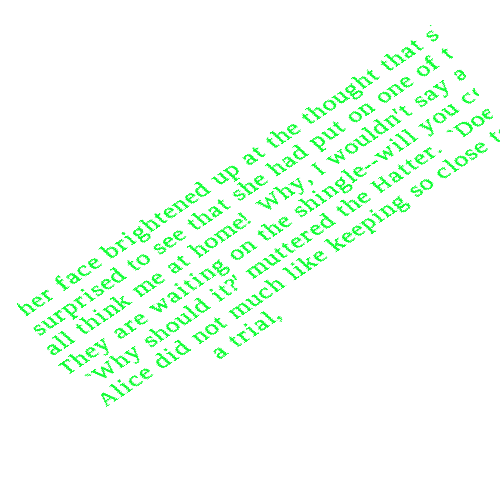 her face brightened up at the thought that s
surprised to see that she had put on one of t
all think me at home! Why, I wouldn't say a
They are waiting on the shingle--will you
`Why should it?' muttered the Hatter. `Doe
Alice did not much like keeping so close t
a trial,